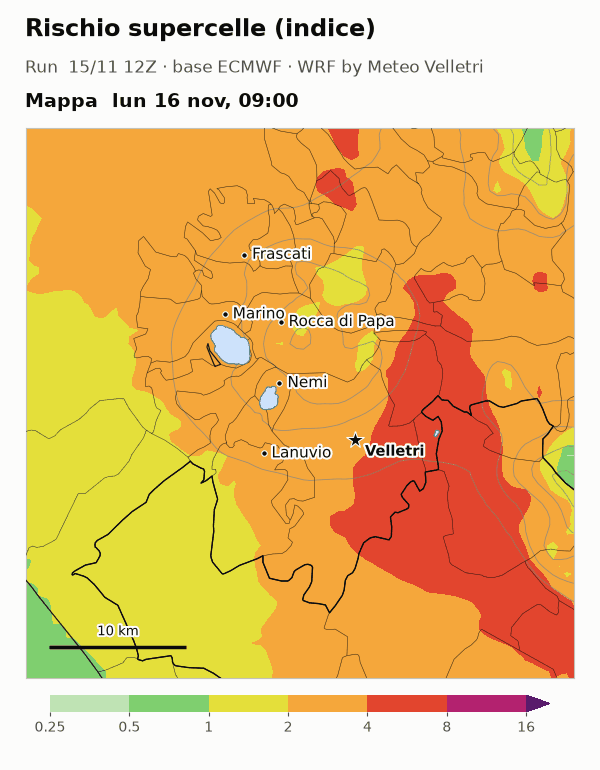 Rischio supercelle (indice)
Run  15/11 12Z · base ECMWF · WRF by Meteo Velletri
Mappa  lun 16 nov, 09:00
Frascati
Marino
Rocca di Papa
Nemi
Velletri
Lanuvio
10 km
0.25 0.5 1 2 4 8 16